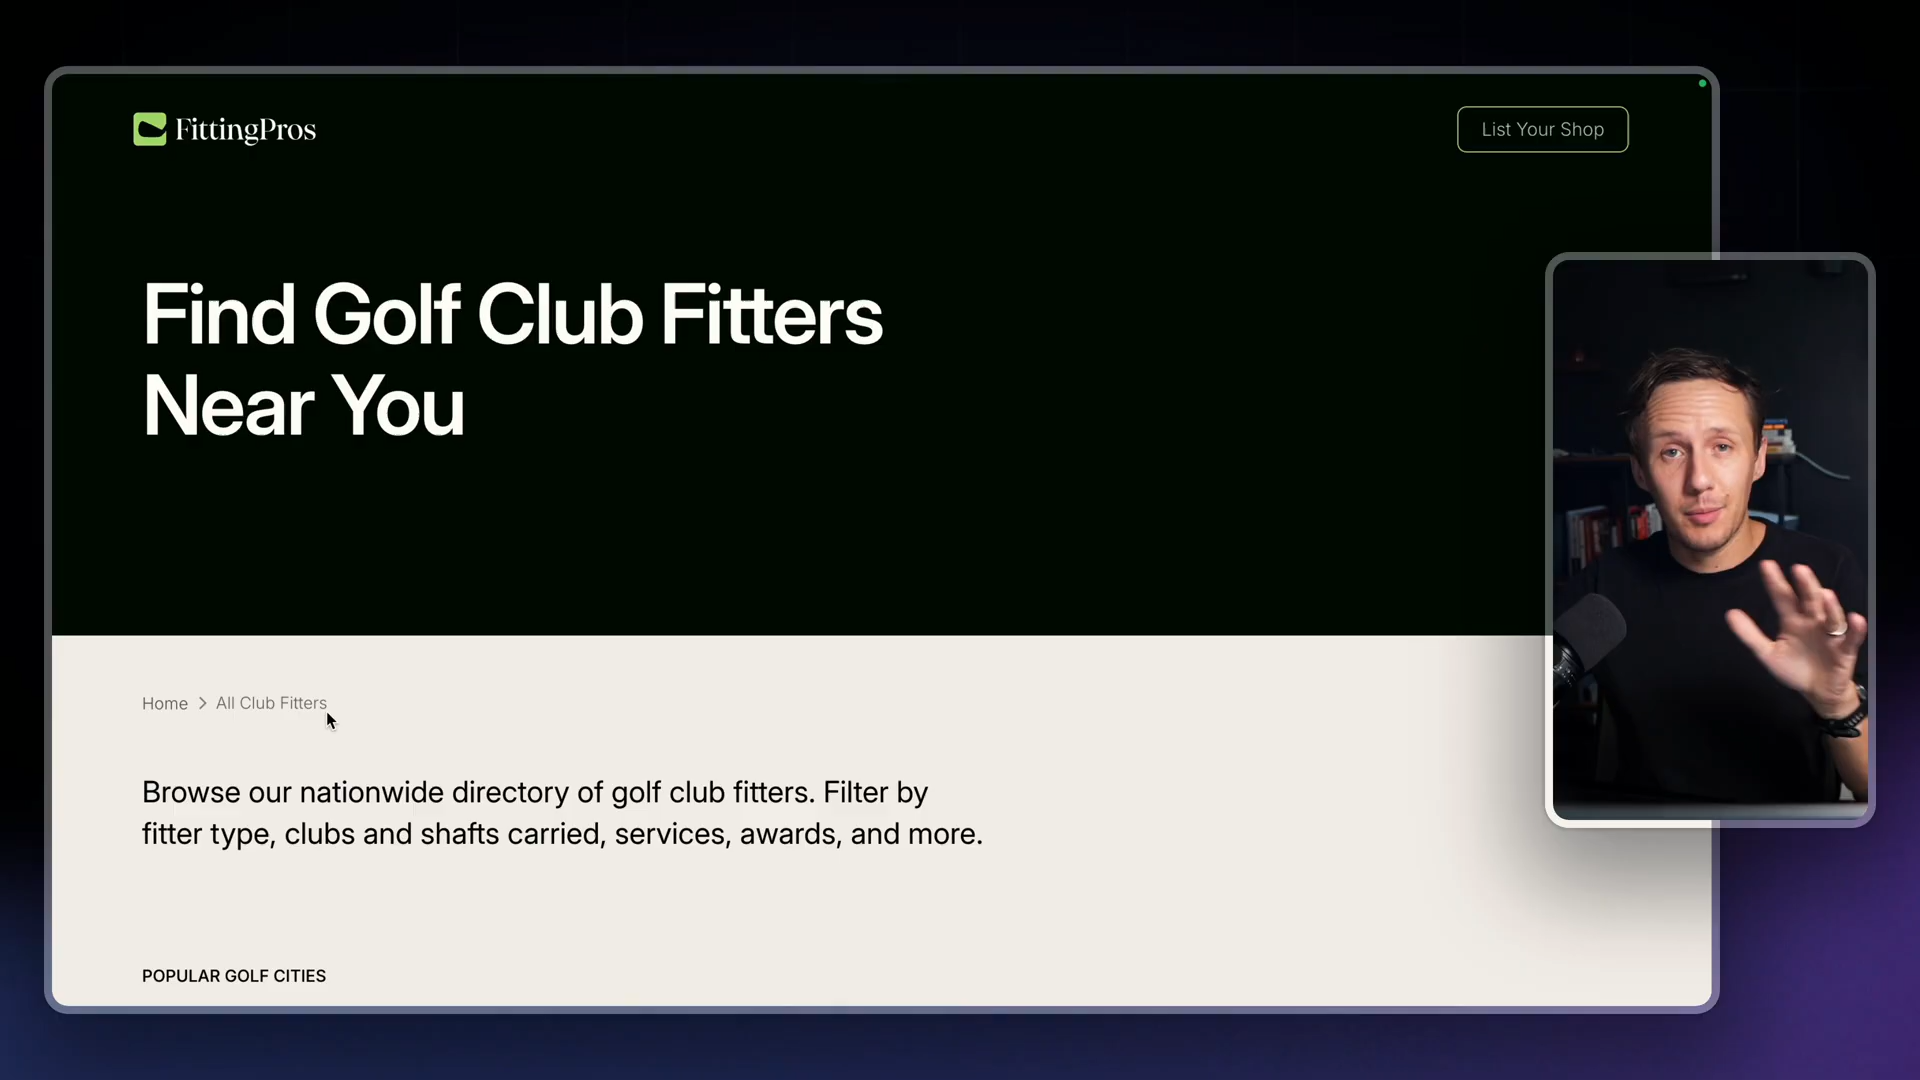 FittingPros
List Your Shop
Find Golf Club Fitters
Near You
Home > All Club Fitters
Browse our nationwide directory of golf club fitters. Filter by
fitter type, clubs and shafts carried, services, awards, and more.
POPULAR GOLF CITIES